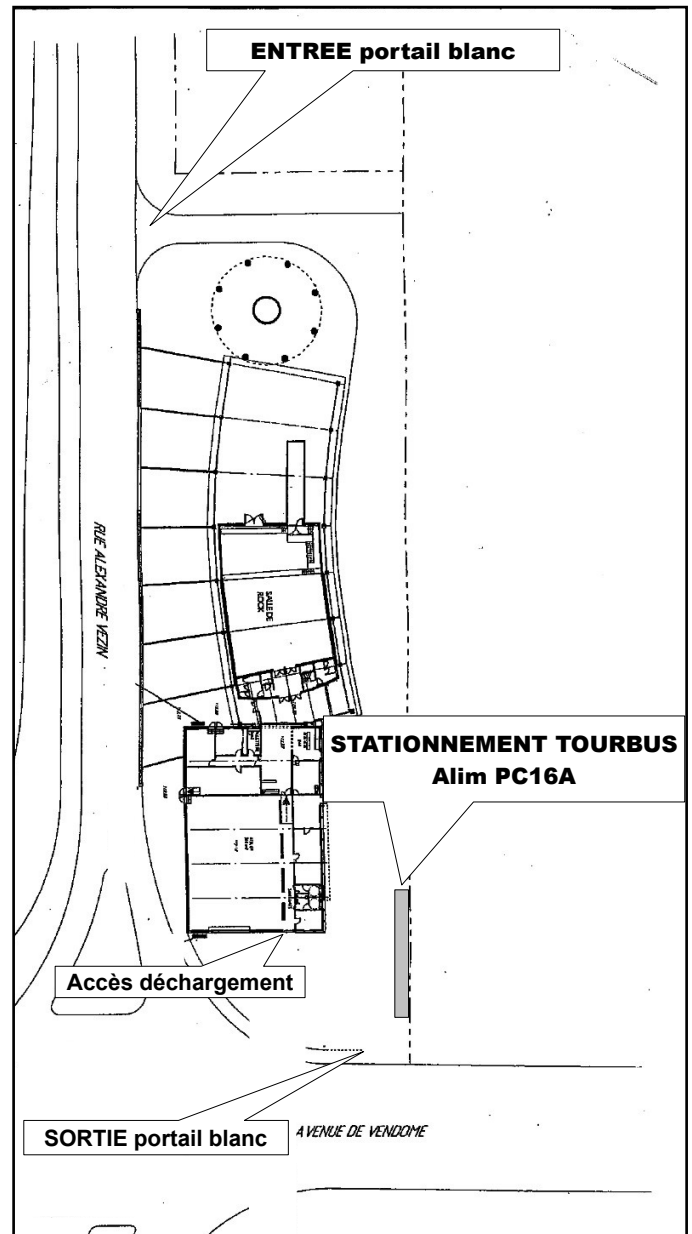 ENTREE portail blanc
RUE ALEXANDRE VEZIN
SALLE DE
ROCK
STATIONNEMENT TOURBUS
Alim PC16A
Accès déchargement
SORTIE portail blanc
AVENUE DE VENDOME